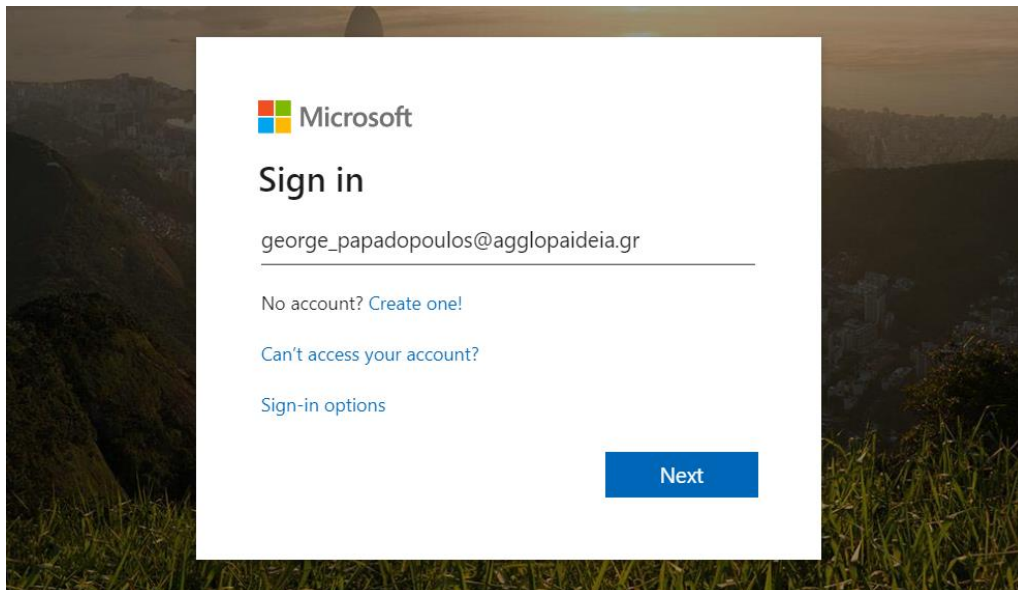 Microsoft
Sign in
george_papadopoulos@agglopaideia.gr
No account? Create one!
Can't access your account?
Sign-in options
Next